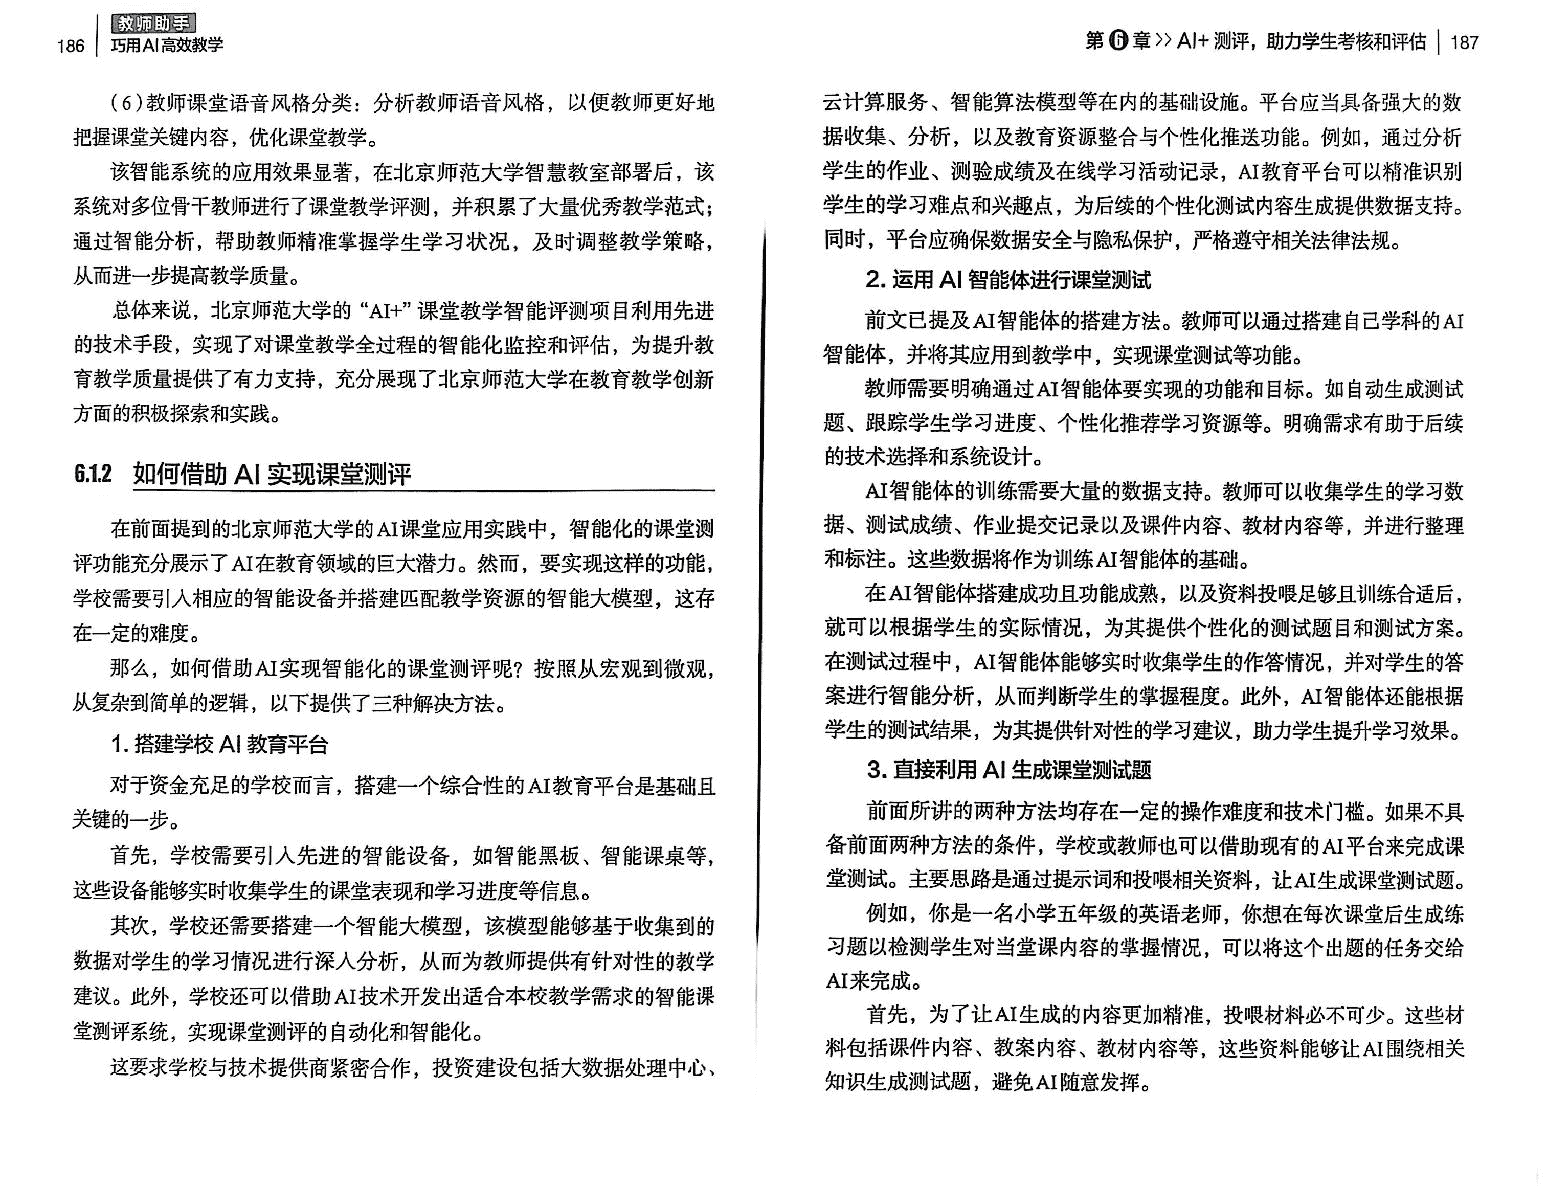 186
教师助手
巧用AI高效教学
（6）教师课堂语音风格分类：分析教师语音风格，以便教师更好地
把握课堂关键内容，优化课堂教学。
该智能系统的应用效果显著，在北京师范大学智慧教室部署后，该
系统对多位骨干教师进行了课堂教学评测，并积累了大量优秀教学范式；
通过智能分析，帮助教师精准掌握学生学习状况，及时调整教学策略，
从而进一步提高教学质量。
总体来说，北京师范大学的“AI+”课堂教学智能评测项目利用先进
的技术手段，实现了对课堂教学全过程的智能化监控和评估，为提升教
育教学质量提供了有力支持，充分展现了北京师范大学在教育教学创新
方面的积极探索和实践。
6.1.2 如何借助 AI 实现课堂测评
在前面提到的北京师范大学的AI课堂应用实践中，智能化的课堂测
评功能充分展示了AI在教育领域的巨大潜力。然而，要实现这样的功能，
学校需要引入相应的智能设备并搭建匹配教学资源的智能大模型，这存
在一定的难度。
那么，如何借助AI实现智能化的课堂测评呢？按照从宏观到微观，
从复杂到简单的逻辑，以下提供了三种解决方法。
1. 搭建学校 AI 教育平台
对于资金充足的学校而言，搭建一个综合性的AI教育平台是基础且
关键的一步。
首先，学校需要引入先进的智能设备，如智能黑板、智能课桌等，
这些设备能够实时收集学生的课堂表现和学习进度等信息。
其次，学校还需要搭建一个智能大模型，该模型能够基于收集到的
数据对学生的学习情况进行深入分析，从而为教师提供有针对性的教学
建议。此外，学校还可以借助AI技术开发出适合本校教学需求的智能课
堂测评系统，实现课堂测评的自动化和智能化。
这要求学校与技术提供商紧密合作，投资建设包括大数据处理中心、
第6章>> AI+ 测评，助力学生考核和评估 187
云计算服务、智能算法模型等在内的基础设施。平台应当具备强大的数
据收集、分析，以及教育资源整合与个性化推送功能。例如，通过分析
学生的作业、测验成绩及在线学习活动记录，AI教育平台可以精准识别
学生的学习难点和兴趣点，为后续的个性化测试内容生成提供数据支持。
同时，平台应确保数据安全与隐私保护，严格遵守相关法律法规。
2. 运用 AI 智能体进行课堂测试
前文已提及AI智能体的搭建方法。教师可以通过搭建自己学科的AI
智能体，并将其应用到教学中，实现课堂测试等功能。
教师需要明确通过AI智能体要实现的功能和目标。如自动生成测试
题、跟踪学生学习进度、个性化推荐学习资源等。明确需求有助于后续
的技术选择和系统设计。
AI智能体的训练需要大量的数据支持。教师可以收集学生的学习数
据、测试成绩、作业提交记录以及课件内容、教材内容等，并进行整理
和标注。这些数据将作为训练AI智能体的基础。
在AI智能体搭建成功且功能成熟，以及资料投喂足够且训练合适后，
就可以根据学生的实际情况，为其提供个性化的测试题目和测试方案。
在测试过程中，AI智能体能够实时收集学生的作答情况，并对学生的答
案进行智能分析，从而判断学生的掌握程度。此外，AI智能体还能根据
学生的测试结果，为其提供针对性的学习建议，助力学生提升学习效果。
3. 直接利用 AI 生成课堂测试题
前面所讲的两种方法均存在一定的操作难度和技术门槛。如果不具
备前面两种方法的条件，学校或教师也可以借助现有的AI平台来完成课
堂测试。主要思路是通过提示词和投喂相关资料，让AI生成课堂测试题。
例如，你是一名小学五年级的英语老师，你想在每次课堂后生成练
习题以检测学生对当堂课内容的掌握情况，可以将这个出题的任务交给
AI来完成。
首先，为了让AI生成的内容更加精准，投喂材料必不可少。这些材
料包括课件内容、教案内容、教材内容等，这些资料能够让AI围绕相关
知识生成测试题，避免AI随意发挥。